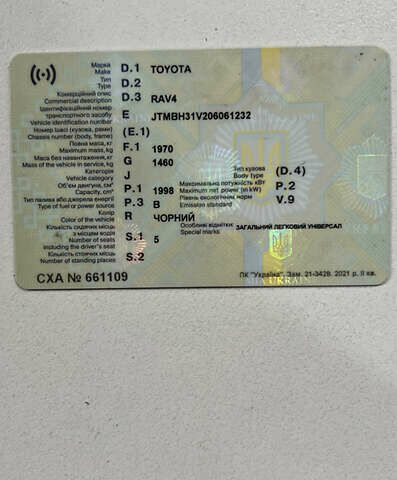 Марка D.1 TOYOTA
Make
Тип D.2
Type
Комерційний опис D.3 RAV4
Commercial description
Ідентифікаційний номер
транспортного засобу E JTMBH31V206061232
Vehicle identification number
Номер шасі (кузова, рами) (E.1)
Chassis number (body, frame)
Повна маса, кг F.1 1970
Maximum mass, kg
Маса без навантаження, кг G 1460
Mass of the vehicle in service, kg
Категорія J Тип кузова (D.4)
Vehicle category Body type
Об'єм двигуна, см³ P.1 1998 Максимальна потужність кВт P.2
Capacity, cm³ Maximum net power (in kW)
Тип палива або джерела енергії P.3 B Рівень екологічних норм V.9
Type of fuel or power source Emission standard
Колір R ЧОРНИЙ
Color of the vehicle
Кількість сидячих місць Особливі відмітки ЗАГАЛЬНИЙ ЛЕГКОВИЙ УНІВЕРСАЛ
з місцем водія S.1 5 Special marks
Number of seats
including the driver's seat
Кількість стоячих місць S.2
Number of standing places
СХА № 661109
ПК "Україна". Зам. 21-3428. 2021 р. II кв.
UKRAINE